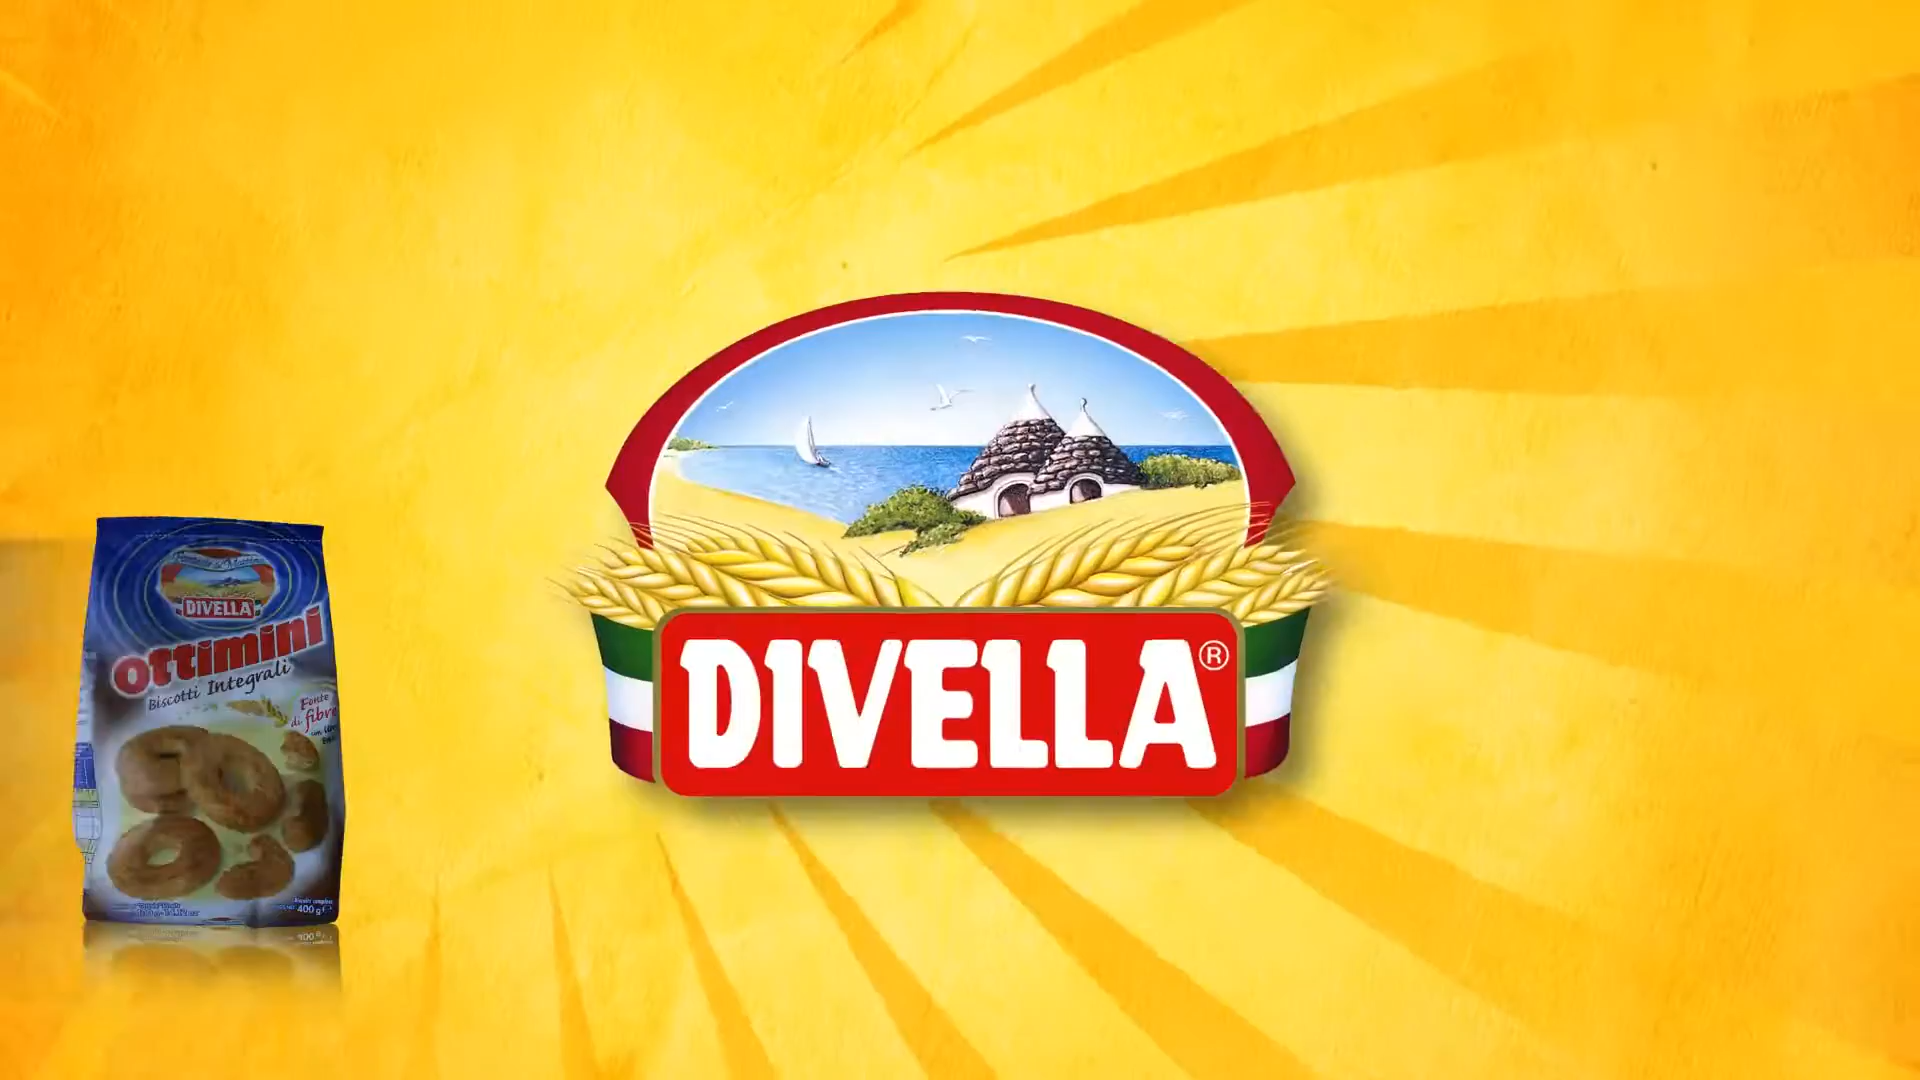 DIVELLA®
DIVELLA
Ottimini
Biscotti Integrali
Fonte
di fibre
400 g e